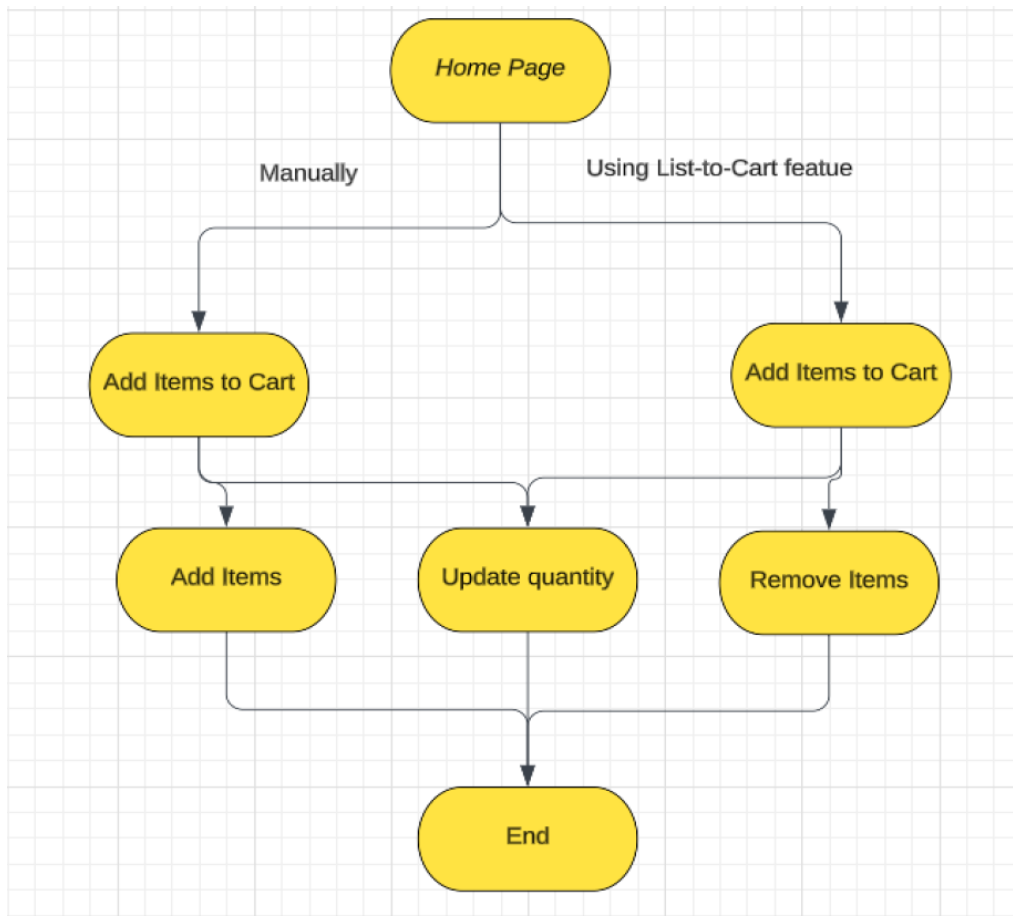 Home Page
Manually
Using List-to-Cart featue
Add Items to Cart
Add Items to Cart
Add Items
Update quantity
Remove Items
End